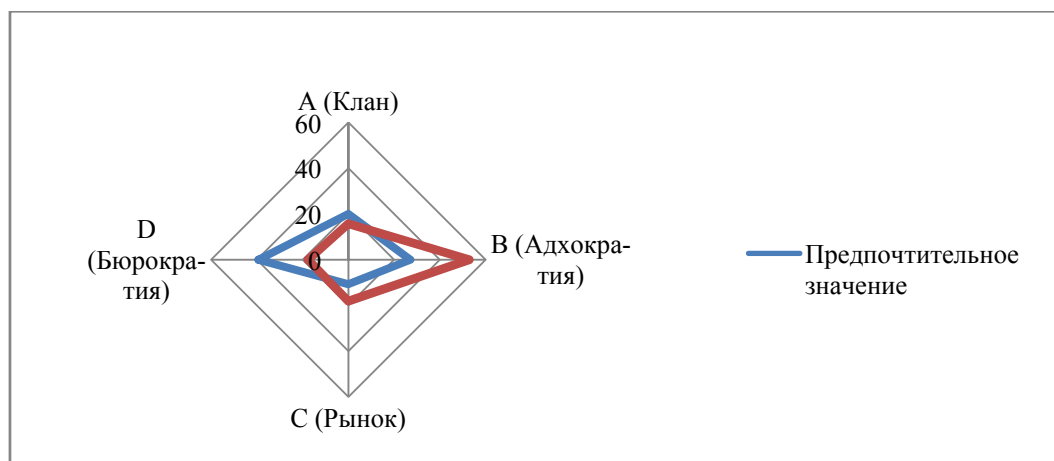 A (Клан)
60
40
20
0
B (Адхокра-
тия)
C (Рынок)
D
(Бюрокра-
тия)
Предпочтительное
значение